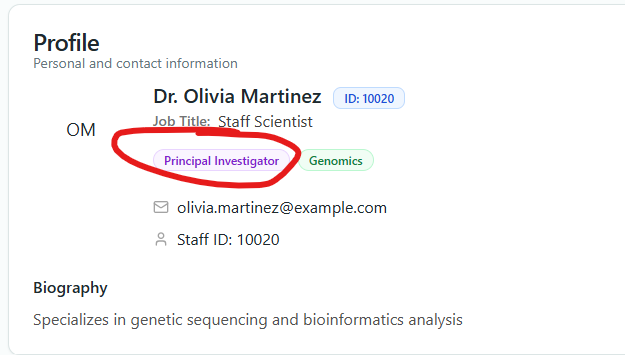 Profile
Personal and contact information
OM
Dr. Olivia Martinez ID: 10020
Job Title: Staff Scientist
Principal Investigator Genomics
olivia.martinez@example.com
Staff ID: 10020
Biography
Specializes in genetic sequencing and bioinformatics analysis